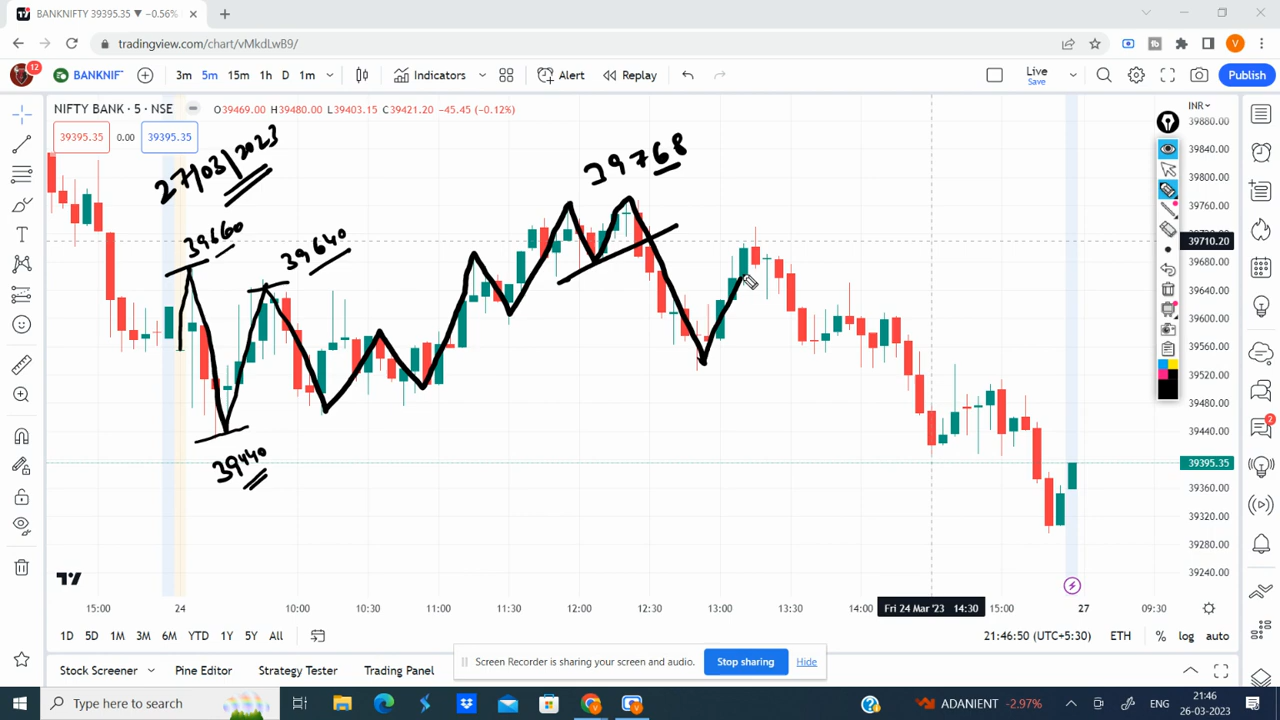 BANKNIFTY 39395.35 ▼ −0.56%
tradingview.com/chart/vMkdLwB9/
12
BANKNIF
3m 5m 15m 1h D 1m
Indicators
Alert
Replay
Live
Save
Publish
NIFTY BANK · 5 · NSE
O39469.00 H39480.00 L39403.15 C39421.20 −45.45 (−0.12%)
INR
39395.35 0.00 39395.35
27/03/2023
39660
39640
39768
39440
39880.00
39840.00
39800.00
39760.00
39710.20
39680.00
39640.00
39600.00
39560.00
39520.00
39480.00
39440.00
39395.35
39360.00
39320.00
39280.00
39240.00
2
15:00 24 10:00 10:30 11:00 11:30 12:00 12:30 13:00 13:30 14:00 Fri 24 Mar '23 14:30 15:00 27 09:30
1D 5D 1M 3M 6M YTD 1Y 5Y All
21:46:50 (UTC+5:30) ETH % log auto
Screen Recorder is sharing your screen and audio. Stop sharing Hide
Stock Screener Pine Editor Strategy Tester Trading Panel
Type here to search
ADANIENT -2.97%
ENG
21:46
26-03-2023
V